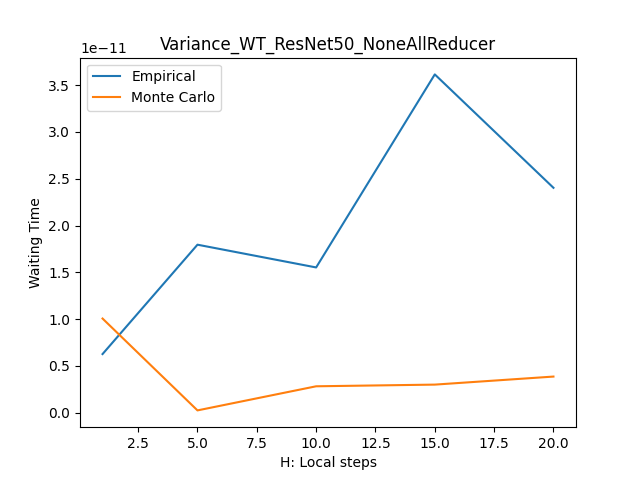 Variance_WT_ResNet50_NoneAllReducer
1e−11
Empirical
Monte Carlo
3.5
3.0
2.5
2.0
1.5
1.0
0.5
0.0
Waiting Time
2.5 5.0 7.5 10.0 12.5 15.0 17.5 20.0
H: Local steps